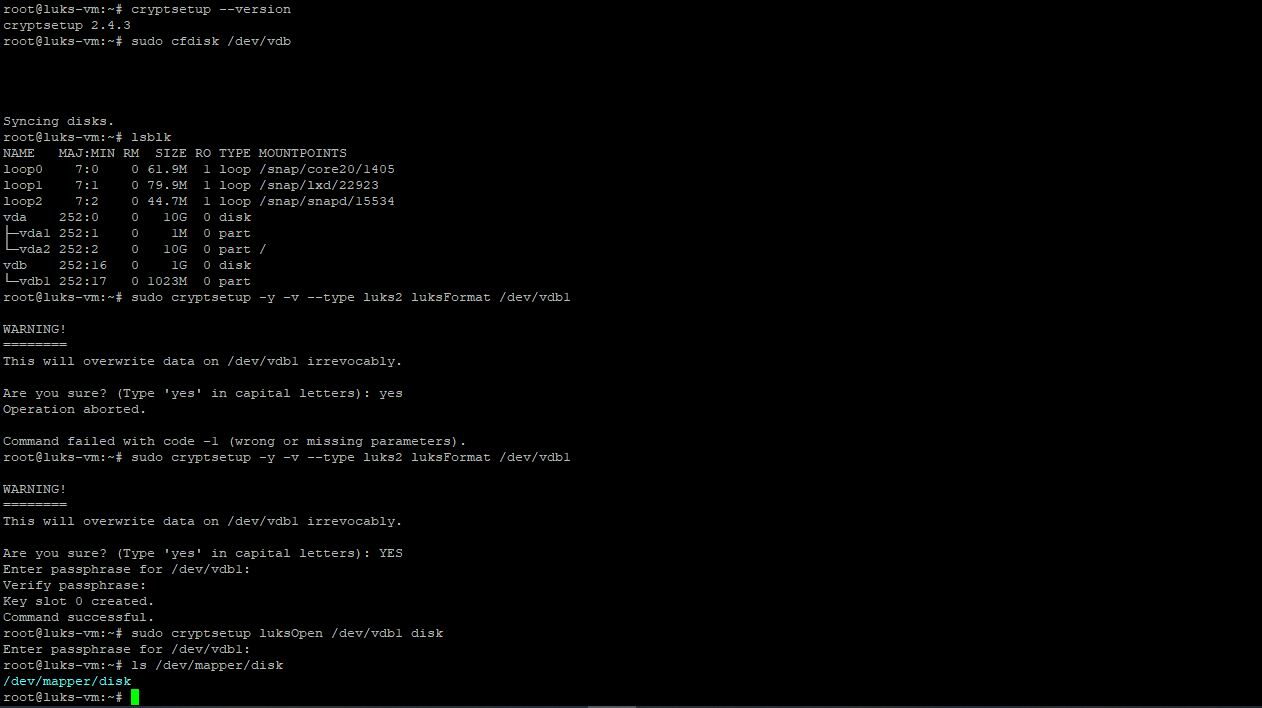 root@luks-vm:~# cryptsetup --version
cryptsetup 2.4.3
root@luks-vm:~# sudo cfdisk /dev/vdb
Syncing disks.
root@luks-vm:~# lsblk
NAME   MAJ:MIN RM  SIZE RO TYPE MOUNTPOINTS
loop0    7:0    0 61.9M  1 loop /snap/core20/1405
loop1    7:1    0 79.9M  1 loop /snap/lxd/22923
loop2    7:2    0 44.7M  1 loop /snap/snapd/15534
vda    252:0    0   10G  0 disk
├─vda1 252:1    0    1M  0 part
└─vda2 252:2    0   10G  0 part /
vdb    252:16   0    1G  0 disk
└─vdb1 252:17   0 1023M  0 part
root@luks-vm:~# sudo cryptsetup -y -v --type luks2 luksFormat /dev/vdb1
WARNING!
========
This will overwrite data on /dev/vdb1 irrevocably.
Are you sure? (Type 'yes' in capital letters): yes
Operation aborted.
Command failed with code -1 (wrong or missing parameters).
root@luks-vm:~# sudo cryptsetup -y -v --type luks2 luksFormat /dev/vdb1
WARNING!
========
This will overwrite data on /dev/vdb1 irrevocably.
Are you sure? (Type 'yes' in capital letters): YES
Enter passphrase for /dev/vdb1:
Verify passphrase:
Key slot 0 created.
Command successful.
root@luks-vm:~# sudo cryptsetup luksOpen /dev/vdb1 disk
Enter passphrase for /dev/vdb1:
root@luks-vm:~# ls /dev/mapper/disk
/dev/mapper/disk
root@luks-vm:~#